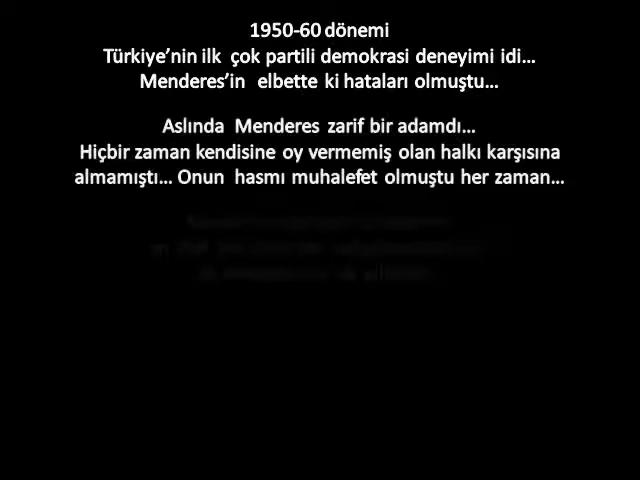 1950-60 dönemi
Türkiye’nin ilk çok partili demokrasi deneyimi idi…
Menderes’in elbette ki hataları olmuştu…
Aslında Menderes zarif bir adamdı…
Hiçbir zaman kendisine oy vermemiş olan halkı karşısına
almamıştı… Onun hasmı muhalefet olmuştu her zaman…